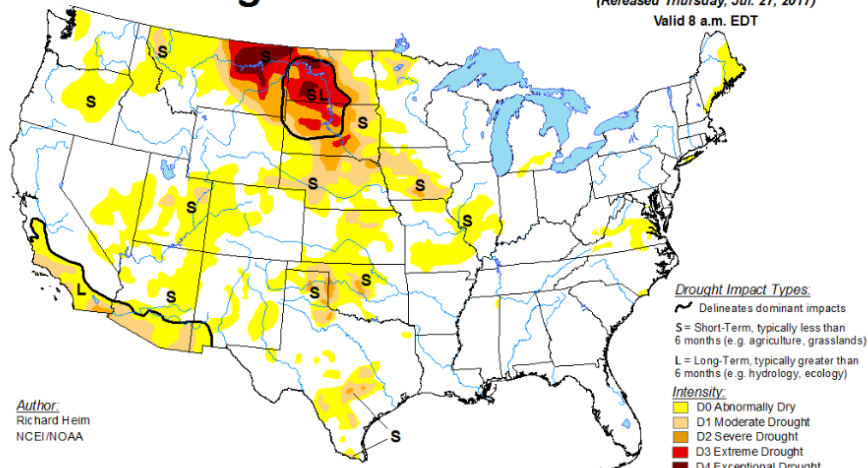 (Released Thursday, Jul. 27, 2017)
Valid 8 a.m. EDT
S
S
S
SL
S
S
S
S
S
L
S
S
S
S
Drought Impact Types:
Delineates dominant impacts
S = Short-Term, typically less than
6 months (e.g. agriculture, grasslands)
L = Long-Term, typically greater than
6 months (e.g. hydrology, ecology)
Intensity:
D0 Abnormally Dry
D1 Moderate Drought
D2 Severe Drought
D3 Extreme Drought
D4 Exceptional Drought
Author:
Richard Heim
NCEI/NOAA